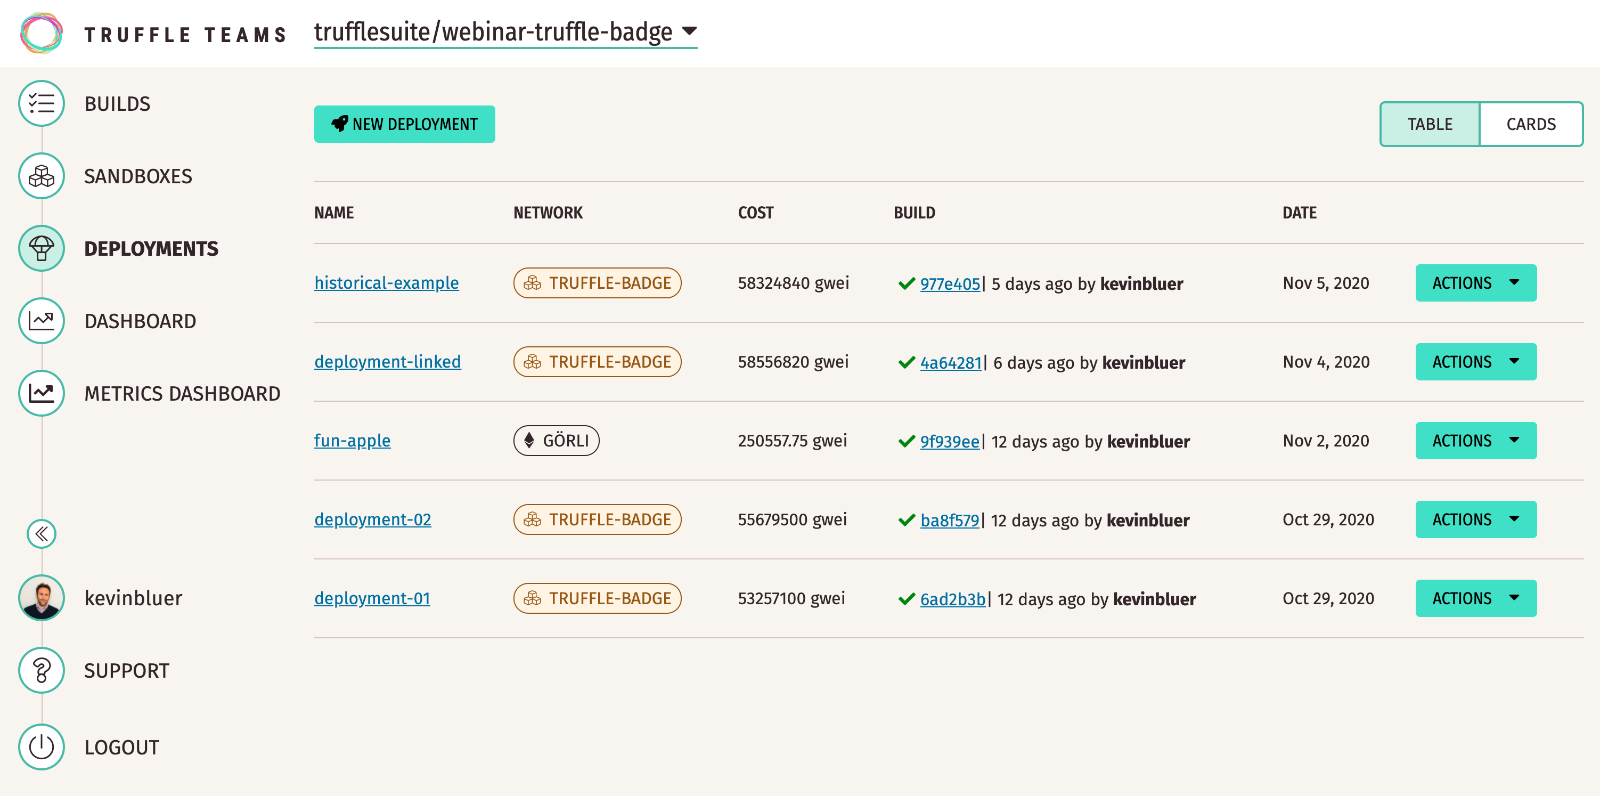 TRUFFLE TEAMS
trufflesuite/webinar-truffle-badge
BUILDS
SANDBOXES
DEPLOYMENTS
DASHBOARD
METRICS DASHBOARD
kevinbluer
SUPPORT
LOGOUT
NEW DEPLOYMENT
TABLE CARDS
NAME NETWORK COST BUILD DATE
historical-example TRUFFLE-BADGE 58324840 gwei 977e405| 5 days ago by kevinbluer Nov 5, 2020 ACTIONS
deployment-linked TRUFFLE-BADGE 58556820 gwei 4a64281| 6 days ago by kevinbluer Nov 4, 2020 ACTIONS
fun-apple GÖRLI 250557.75 gwei 9f939ee| 12 days ago by kevinbluer Nov 2, 2020 ACTIONS
deployment-02 TRUFFLE-BADGE 55679500 gwei ba8f579| 12 days ago by kevinbluer Oct 29, 2020 ACTIONS
deployment-01 TRUFFLE-BADGE 53257100 gwei 6ad2b3b| 12 days ago by kevinbluer Oct 29, 2020 ACTIONS